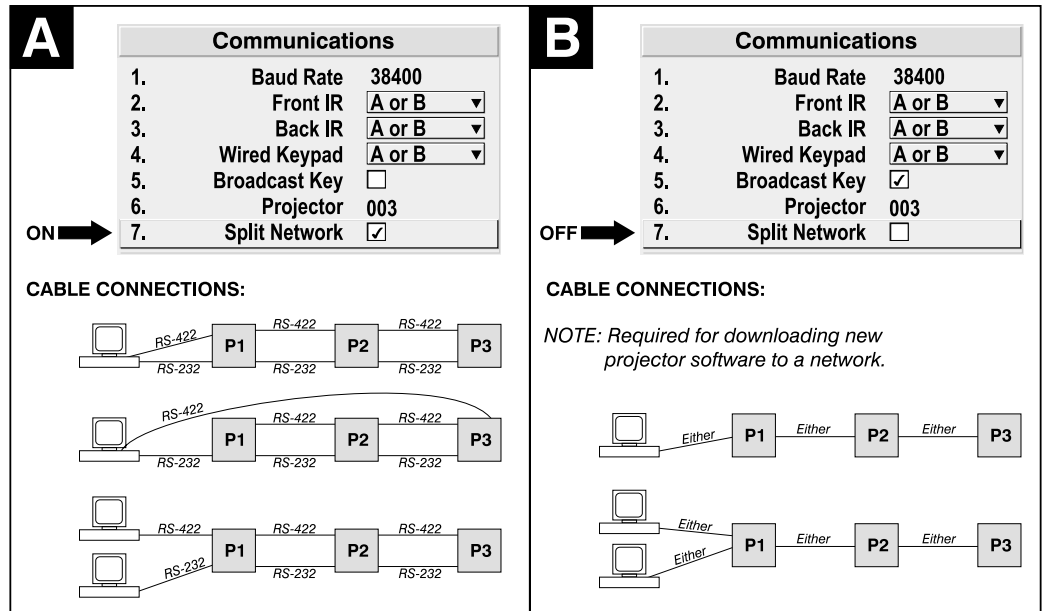 A
Communications
1. Baud Rate 38400
2. Front IR A or B
3. Back IR A or B
4. Wired Keypad A or B
5. Broadcast Key
6. Projector 003
ON 7. Split Network ✓
CABLE CONNECTIONS:
RS-422 RS-422 RS-422
P1 P2 P3
RS-232 RS-232 RS-232
RS-422
RS-422 RS-422
P1 P2 P3
RS-232 RS-232 RS-232
RS-422 RS-422 RS-422
P1 P2 P3
RS-232 RS-232 RS-232
B
Communications
1. Baud Rate 38400
2. Front IR A or B
3. Back IR A or B
4. Wired Keypad A or B
5. Broadcast Key ✓
6. Projector 003
OFF 7. Split Network
CABLE CONNECTIONS:
NOTE: Required for downloading new
projector software to a network.
Either P1 Either P2 Either P3
Either
Either P1 Either P2 Either P3